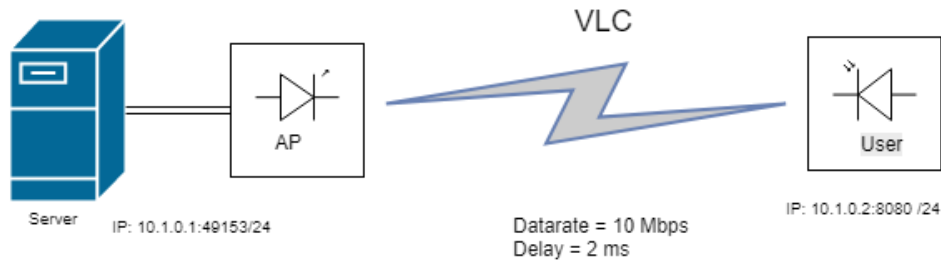 VLC
AP
User
Server
IP: 10.1.0.1:49153/24
IP: 10.1.0.2:8080 /24
Datarate = 10 Mbps
Delay = 2 ms